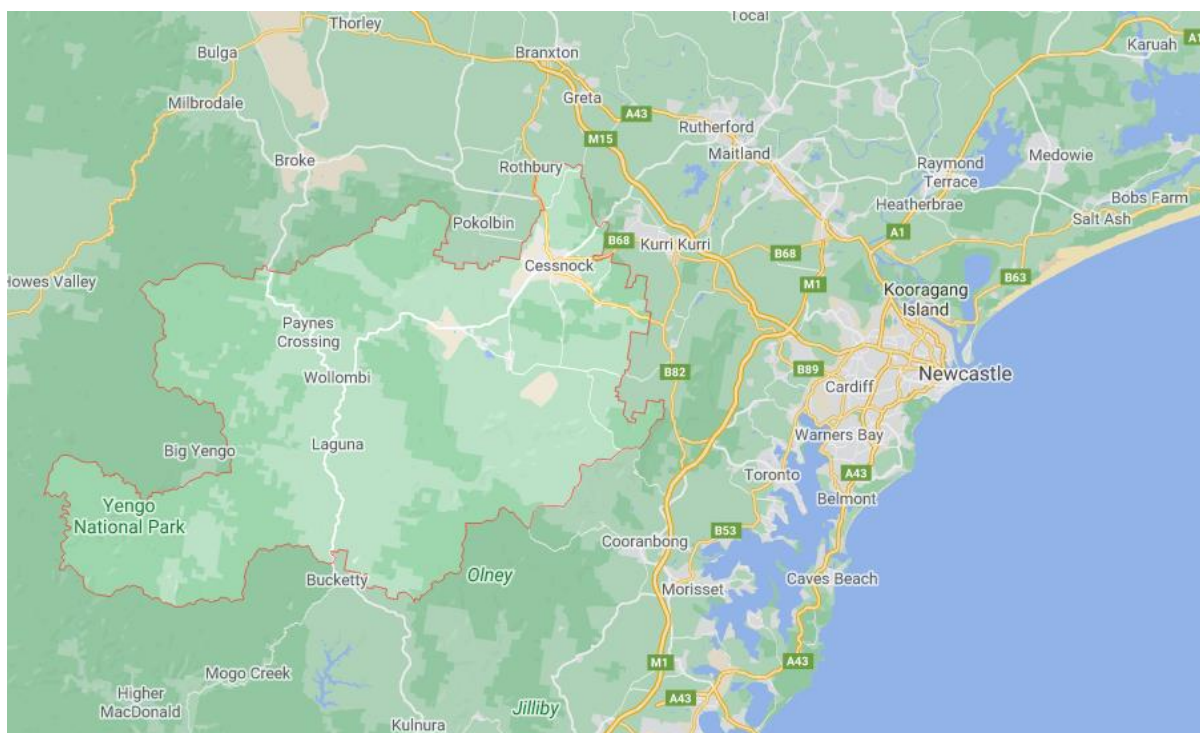 Tocal
Thorley
Bulga
Branxton
Karuah
A1
Greta
Milbrodale
A43
Rutherford
M15
Maitland
Broke
Rothbury
Raymond
Terrace
Medowie
Heatherbrae
Bobs Farm
Salt Ash
Pokolbin
A1
B68
Kurri Kurri
B68
Cessnock
B63
Howes Valley
M1
Kooragang
Island
Paynes
Crossing
B82
B89
Newcastle
Wollombi
Cardiff
Warners Bay
Laguna
Big Yengo
Toronto
A43
Belmont
Yengo
National Park
B53
Cooranbong
Olney
Bucketty
Morisset
Caves Beach
M1
A43
Mogo Creek
Higher
MacDonald
A43
Jilliby
Kulnura